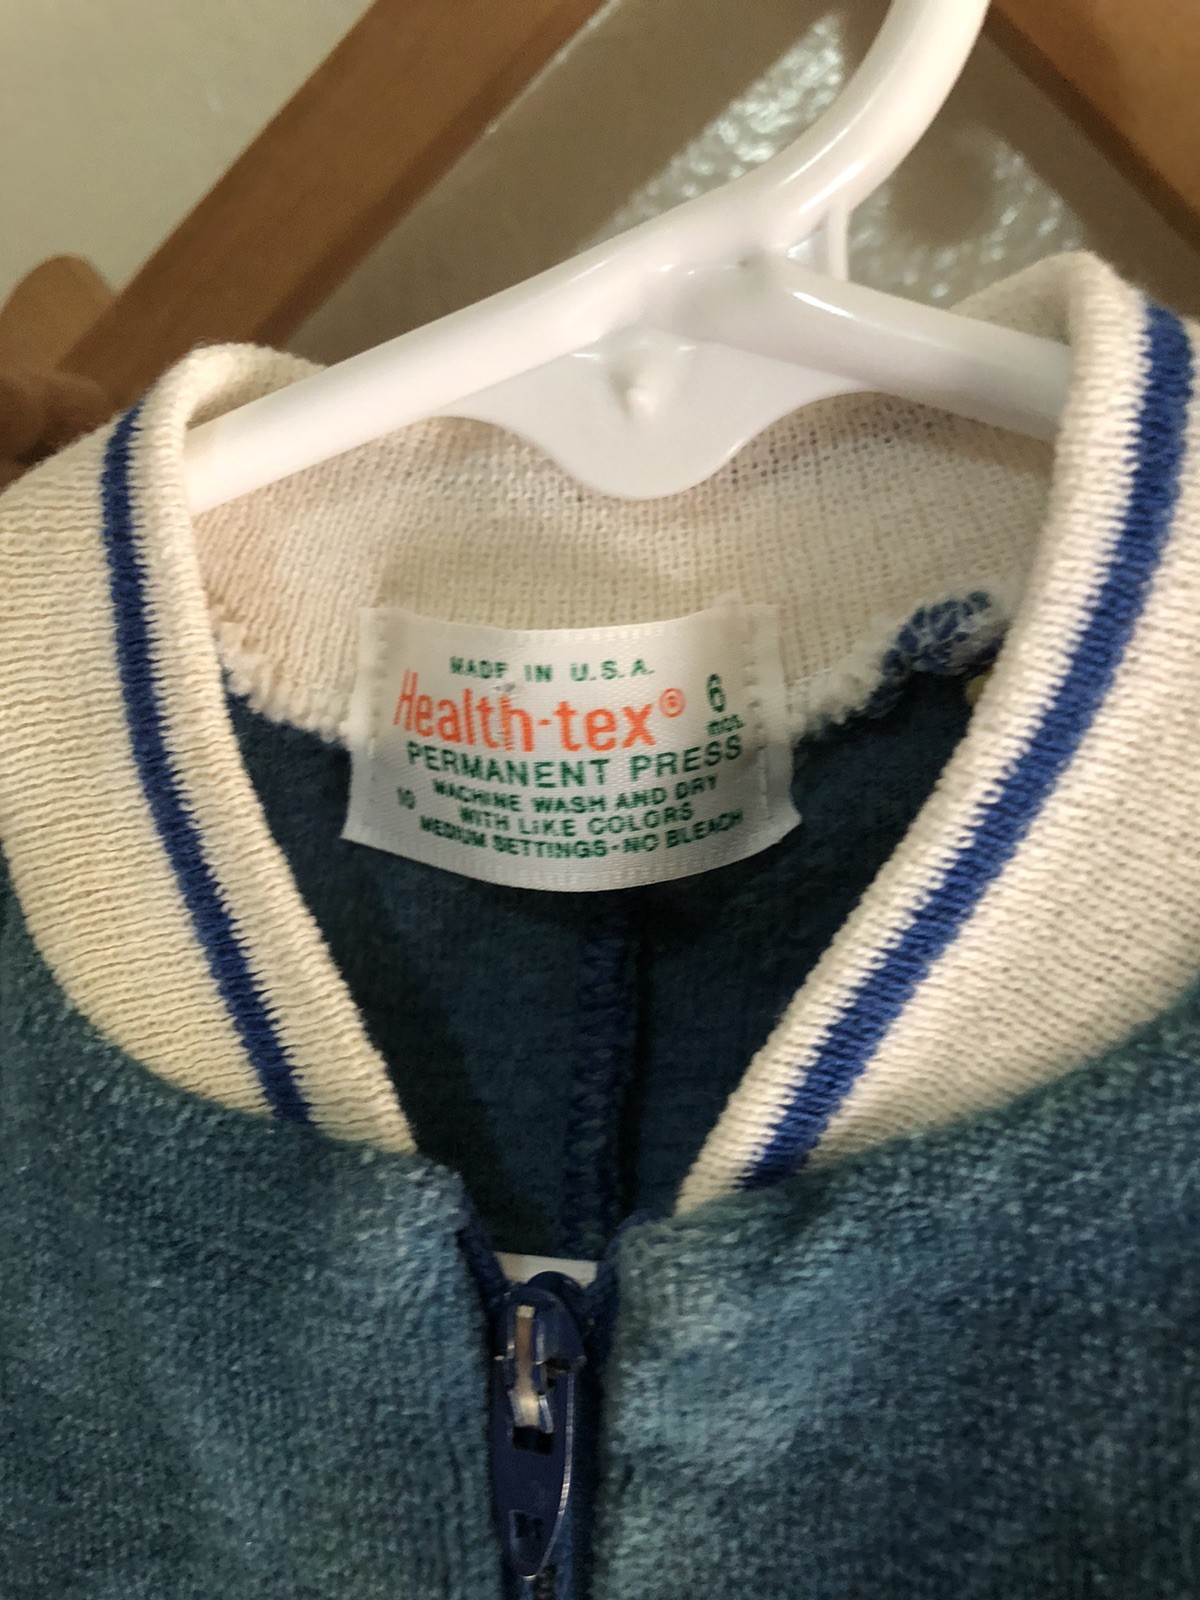 MADE IN U.S.A.
Health-tex® 6 mos.
PERMANENT PRESS
MACHINE WASH AND DRY
10 WITH LIKE COLORS
MEDIUM SETTINGS-NO BLEACH